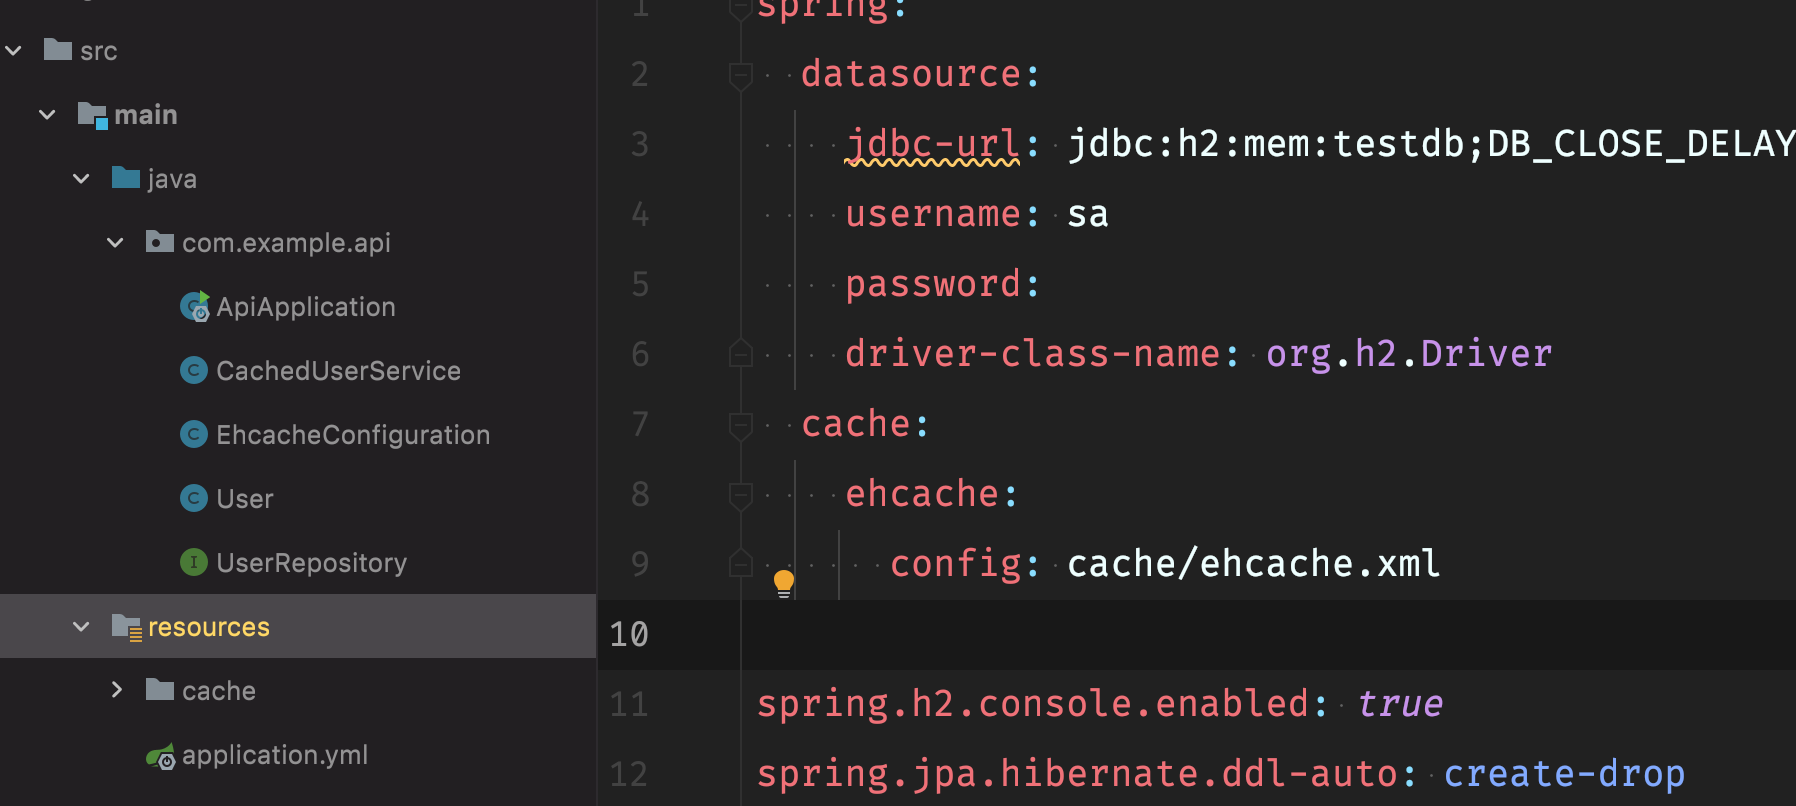 src
main
java
com.example.api
ApiApplication
CachedUserService
EhcacheConfiguration
User
UserRepository
resources
cache
application.yml
1 spring:
2 datasource:
3 jdbc-url: jdbc:h2:mem:testdb;DB_CLOSE_DELAY
4 username: sa
5 password:
6 driver-class-name: org.h2.Driver
7 cache:
8 ehcache:
9 config: cache/ehcache.xml
10
11 spring.h2.console.enabled: true
12 spring.jpa.hibernate.ddl-auto: create-drop